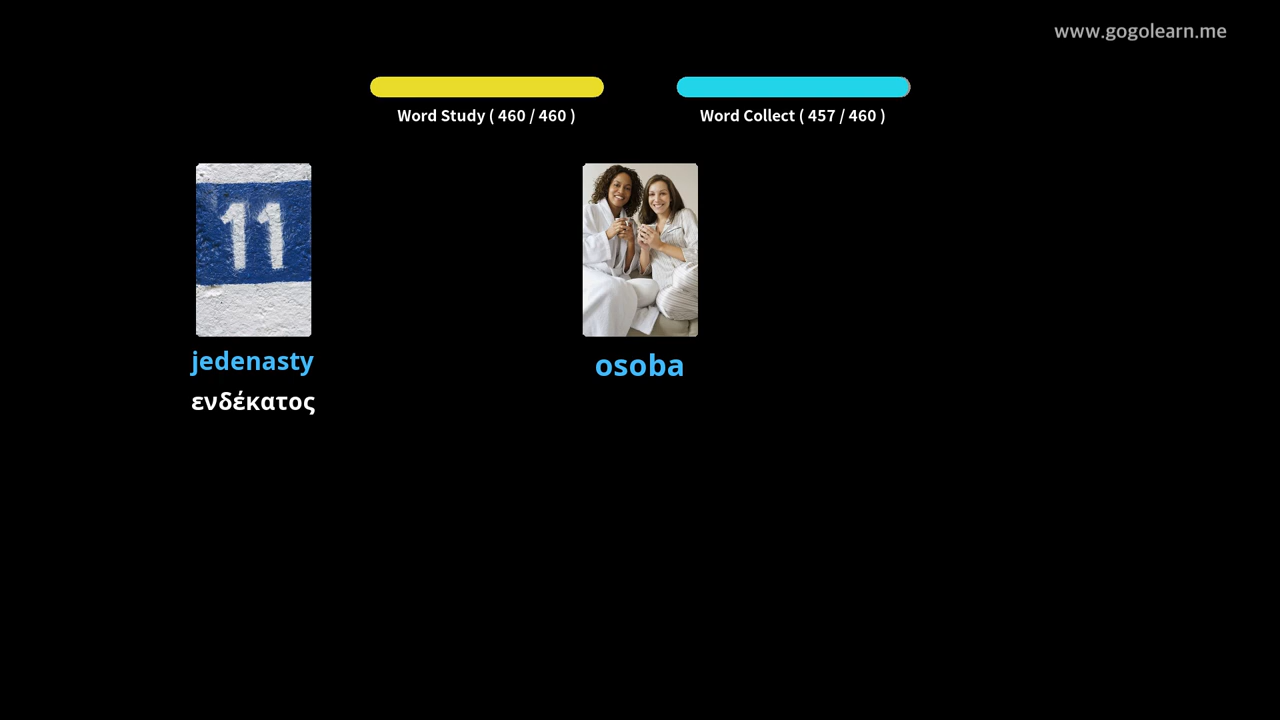 www.gogolearn.me
Word Study ( 460 / 460 )
Word Collect ( 457 / 460 )
11
jedenasty
ενδέκατος
osoba